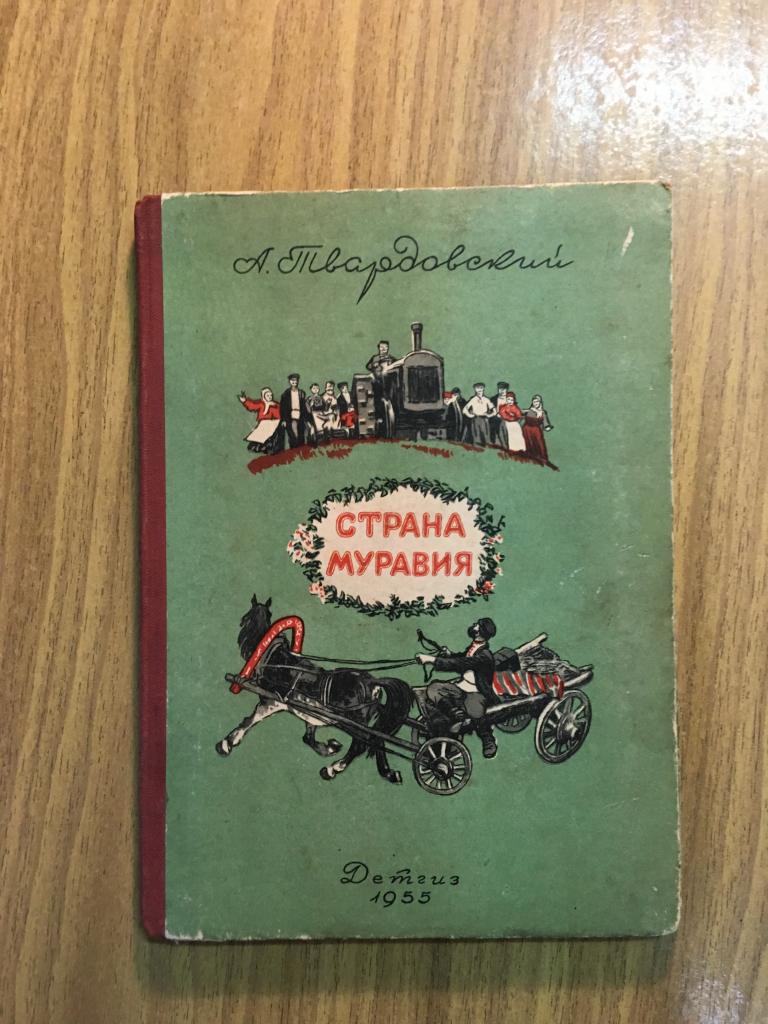 А. Твардовский
СТРАНА
МУРАВИЯ
Детгиз
1955